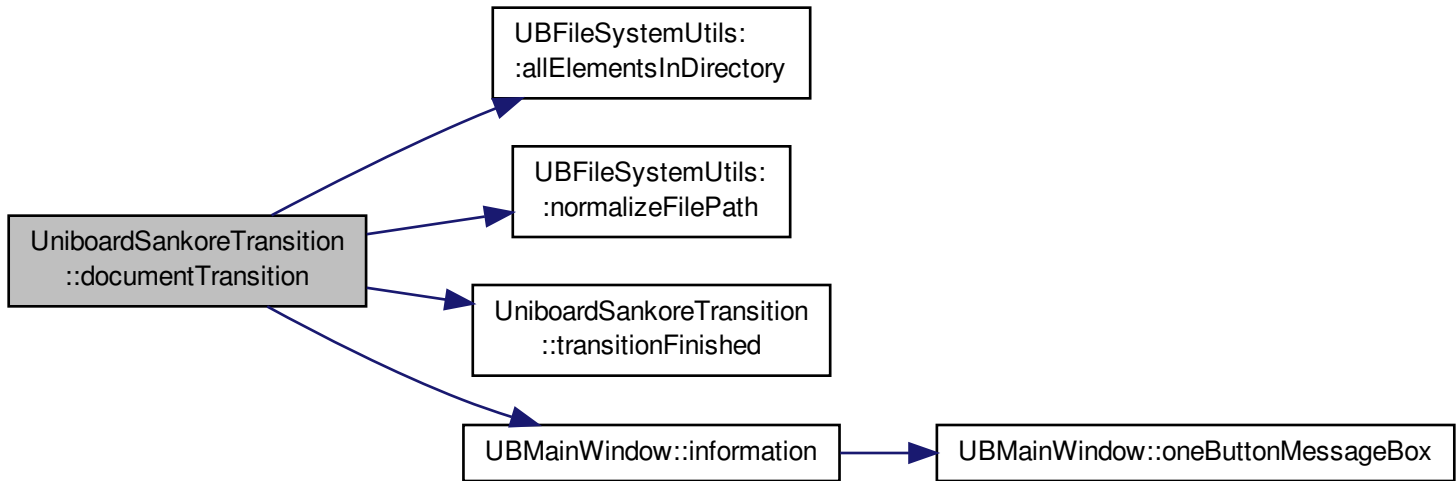 UBFileSystemUtils:
:allElementsInDirectory
UBFileSystemUtils:
:normalizeFilePath
UniboardSankoreTransition
::documentTransition
UniboardSankoreTransition
::transitionFinished
UBMainWindow::information
UBMainWindow::oneButtonMessageBox